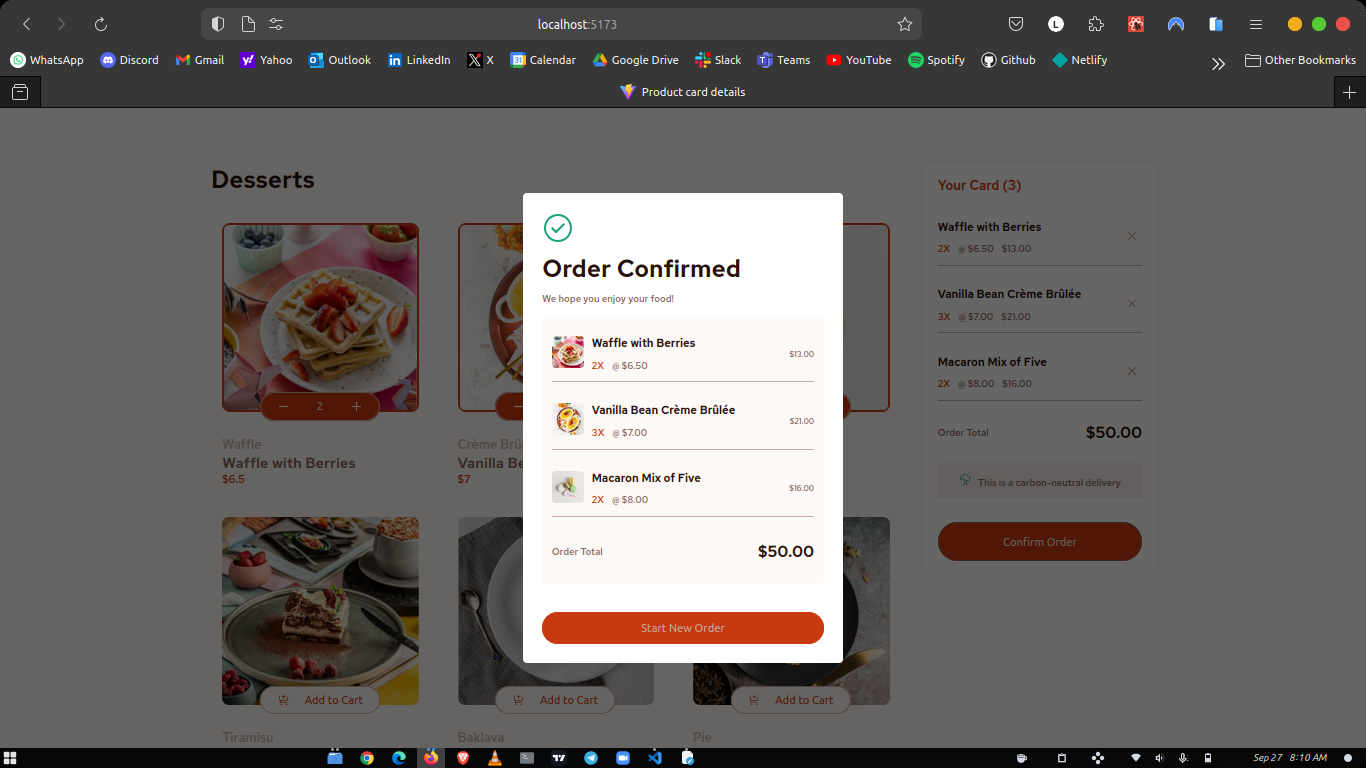 localhost:5173
WhatsApp Discord Gmail Yahoo Outlook LinkedIn X Calendar Google Drive Slack Teams YouTube Spotify Github Netlify Other Bookmarks
Product card details
Desserts
2
Waffle
Waffle with Berries
$6.5
Crème Brû
Vanilla Be
$7
Add to Cart
Add to Cart
Add to Cart
Tiramisu
Baklava
Pie
Order Confirmed
We hope you enjoy your food!
Waffle with Berries
2X @ $6.50
$13.00
Vanilla Bean Crème Brûlée
3X @ $7.00
$21.00
Macaron Mix of Five
2X @ $8.00
$16.00
Order Total $50.00
Start New Order
Your Card (3)
Waffle with Berries
2X @ $6.50 $13.00
Vanilla Bean Crème Brûlée
3X @ $7.00 $21.00
Macaron Mix of Five
2X @ $8.00 $16.00
Order Total $50.00
This is a carbon-neutral delivery
Confirm Order
Sep 27 8:10 AM